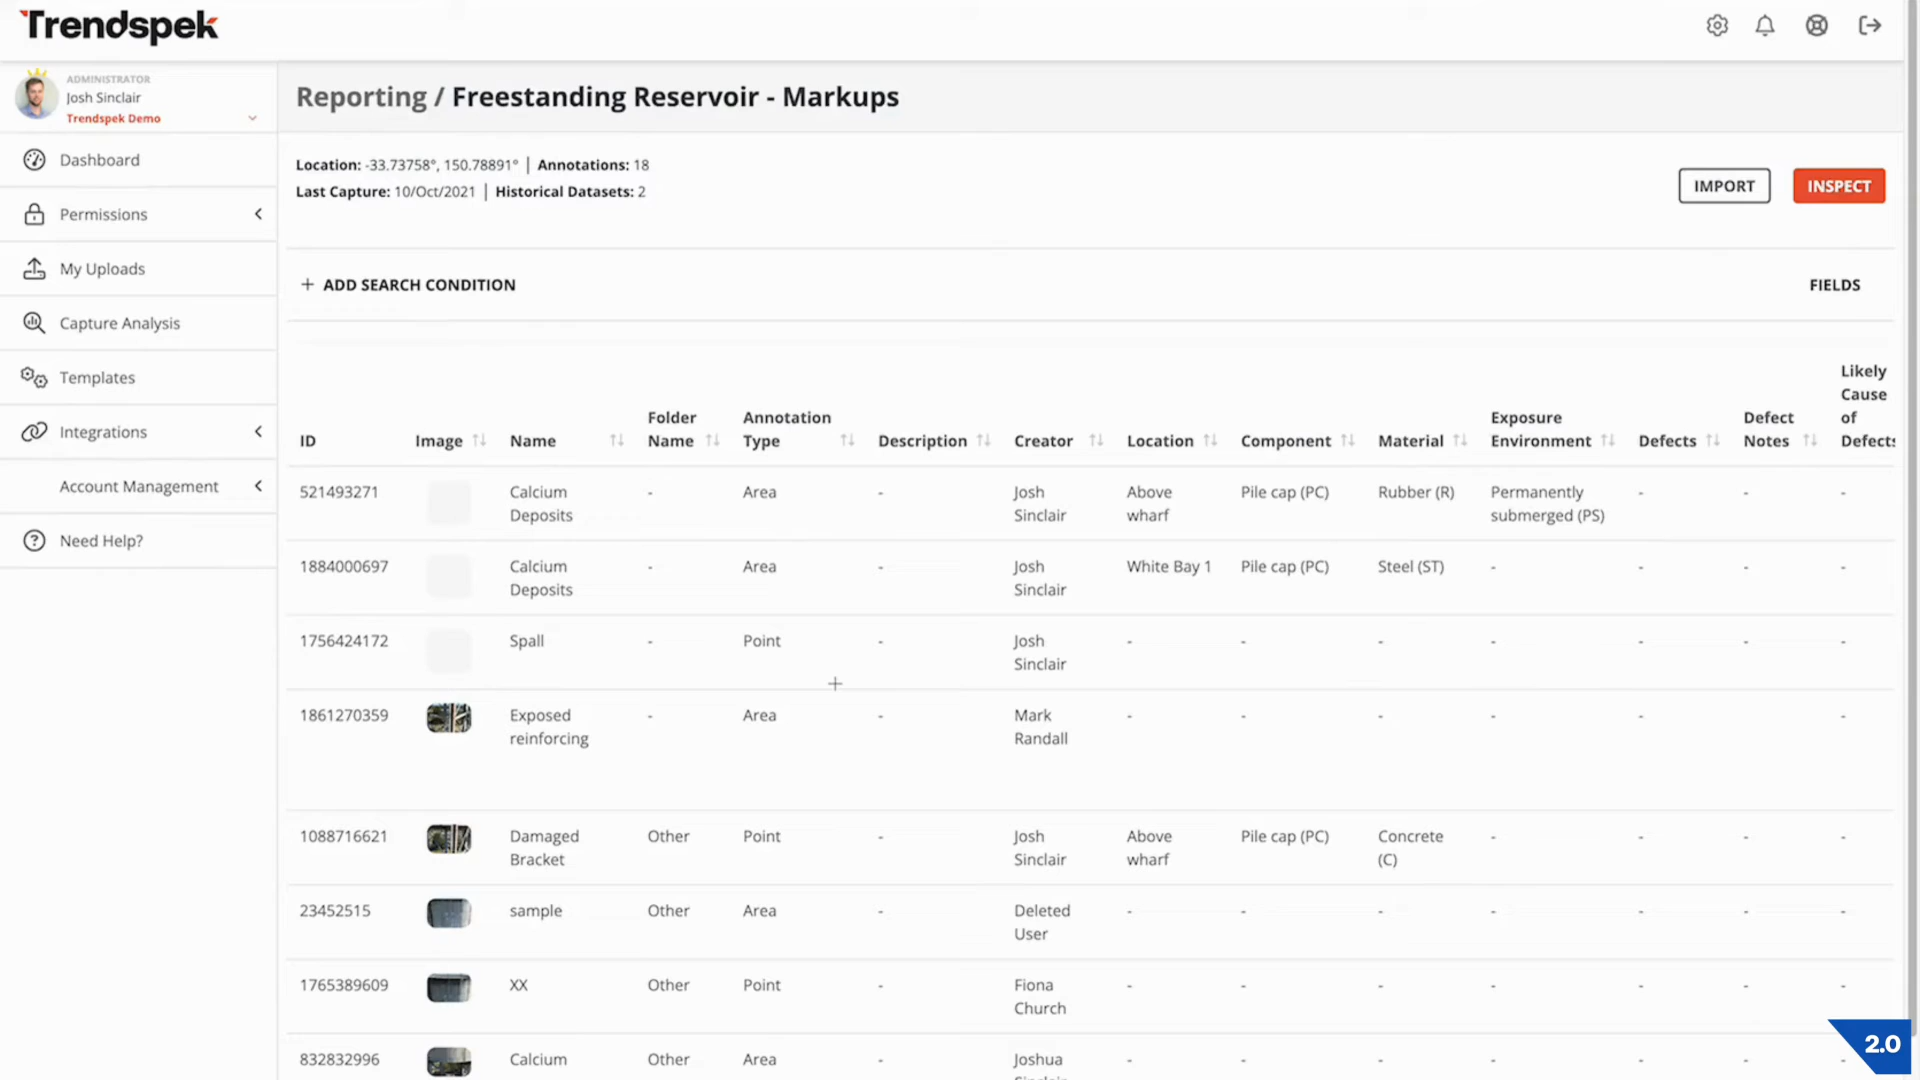 Trendspek
ADMINISTRATOR
Josh Sinclair
Trendspek Demo
Dashboard
Permissions
My Uploads
Capture Analysis
Templates
Integrations
Account Management
Need Help?
Reporting / Freestanding Reservoir - Markups
Location: -33.73758°, 150.78891° | Annotations: 18
Last Capture: 10/Oct/2021 | Historical Datasets: 2
IMPORT
INSPECT
+ ADD SEARCH CONDITION
FIELDS
ID Image Name Folder Name Annotation Type Description Creator Location Component Material Exposure Environment Defects Defect Notes Likely Cause of Defects
521493271 Calcium Deposits - Area - Josh Sinclair Above wharf Pile cap (PC) Rubber (R) Permanently submerged (PS) - - -
1884000697 Calcium Deposits - Area - Josh Sinclair White Bay 1 Pile cap (PC) Steel (ST) - - - -
1756424172 Spall - Point - Josh Sinclair - - - - - - -
1861270359 Exposed reinforcing - Area - Mark Randall - - - - - -
1088716621 Damaged Bracket Other Point - Josh Sinclair Above wharf Pile cap (PC) Concrete (C) - - - -
23452515 sample Other Area - Deleted User - - - - - - -
1765389609 XX Other Point - Fiona Church - - - - - - -
832832996 Calcium Other Area - Joshua - - - - - - -
2.0